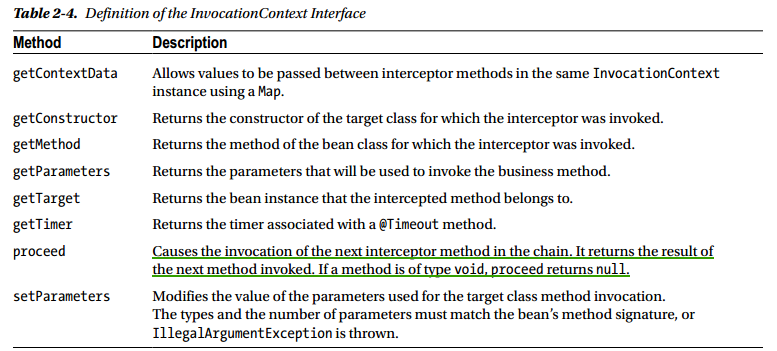 Table 2-4. Definition of the InvocationContext Interface
Method Description
getContextData Allows values to be passed between interceptor methods in the same InvocationContext
instance using a Map.
getConstructor Returns the constructor of the target class for which the interceptor was invoked.
getMethod Returns the method of the bean class for which the interceptor was invoked.
getParameters Returns the parameters that will be used to invoke the business method.
getTarget Returns the bean instance that the intercepted method belongs to.
getTimer Returns the timer associated with a @Timeout method.
proceed Causes the invocation of the next interceptor method in the chain. It returns the result of
the next method invoked. If a method is of type void, proceed returns null.
setParameters Modifies the value of the parameters used for the target class method invocation.
The types and the number of parameters must match the bean’s method signature, or
IllegalArgumentException is thrown.